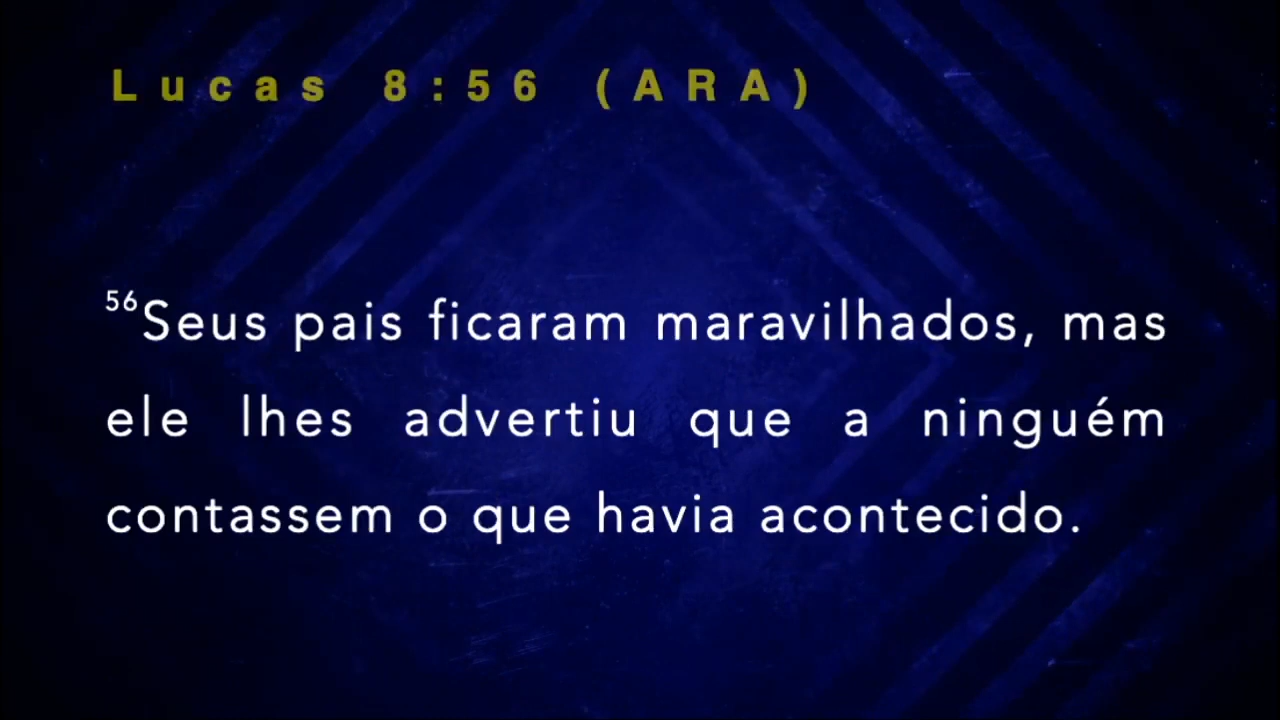 Lucas 8:56 (ARA)
⁵⁶Seus pais ficaram maravilhados, mas
ele lhes advertiu que a ninguém
contassem o que havia acontecido.